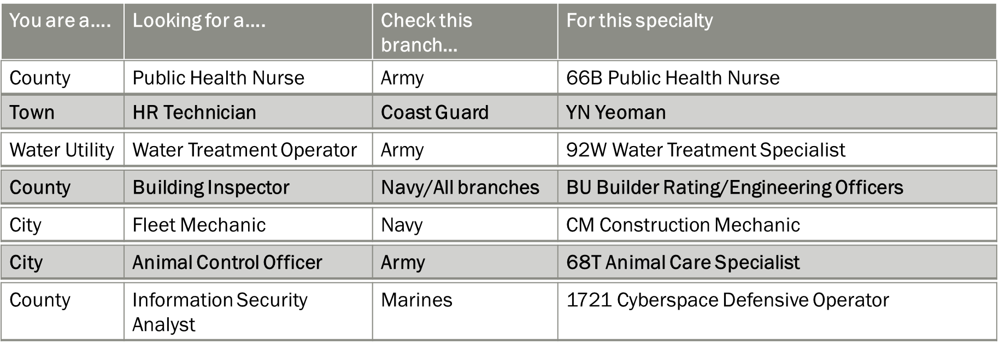 You are a.... Looking for a.... Check this branch... For this specialty
County Public Health Nurse Army 66B Public Health Nurse
Town HR Technician Coast Guard YN Yeoman
Water Utility Water Treatment Operator Army 92W Water Treatment Specialist
County Building Inspector Navy/All branches BU Builder Rating/Engineering Officers
City Fleet Mechanic Navy CM Construction Mechanic
City Animal Control Officer Army 68T Animal Care Specialist
County Information Security Analyst Marines 1721 Cyberspace Defensive Operator